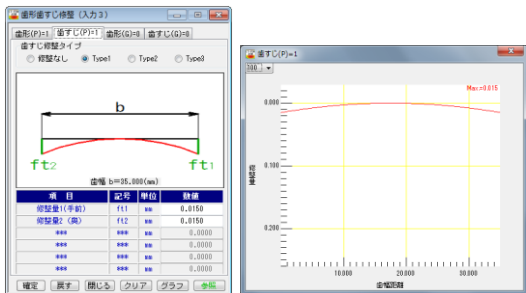 歯形歯すじ修整（入力３）
歯形(P)=1 歯すじ(P)=1 歯形(G)=0 歯すじ(G)=0
歯すじ修整タイプ
修整なし Type1 Type2 Type3
b
ft2 ft1
歯幅 b=35.000(mm)
項 目 記号 単位 数値
修整量1(手前) ft1 mm 0.0150
修整量2 (奥) ft2 mm 0.0150
*** *** mm 0.0000
*** *** mm 0.0000
*** *** mm 0.0000
*** *** mm 0.0000
確定 戻す 閉じる クリア グラフ 参照
歯すじ(P)=1
300
Max.=0.015
0.000
0.100
0.200
修整量
10.000 20.000 30.000
歯幅距離